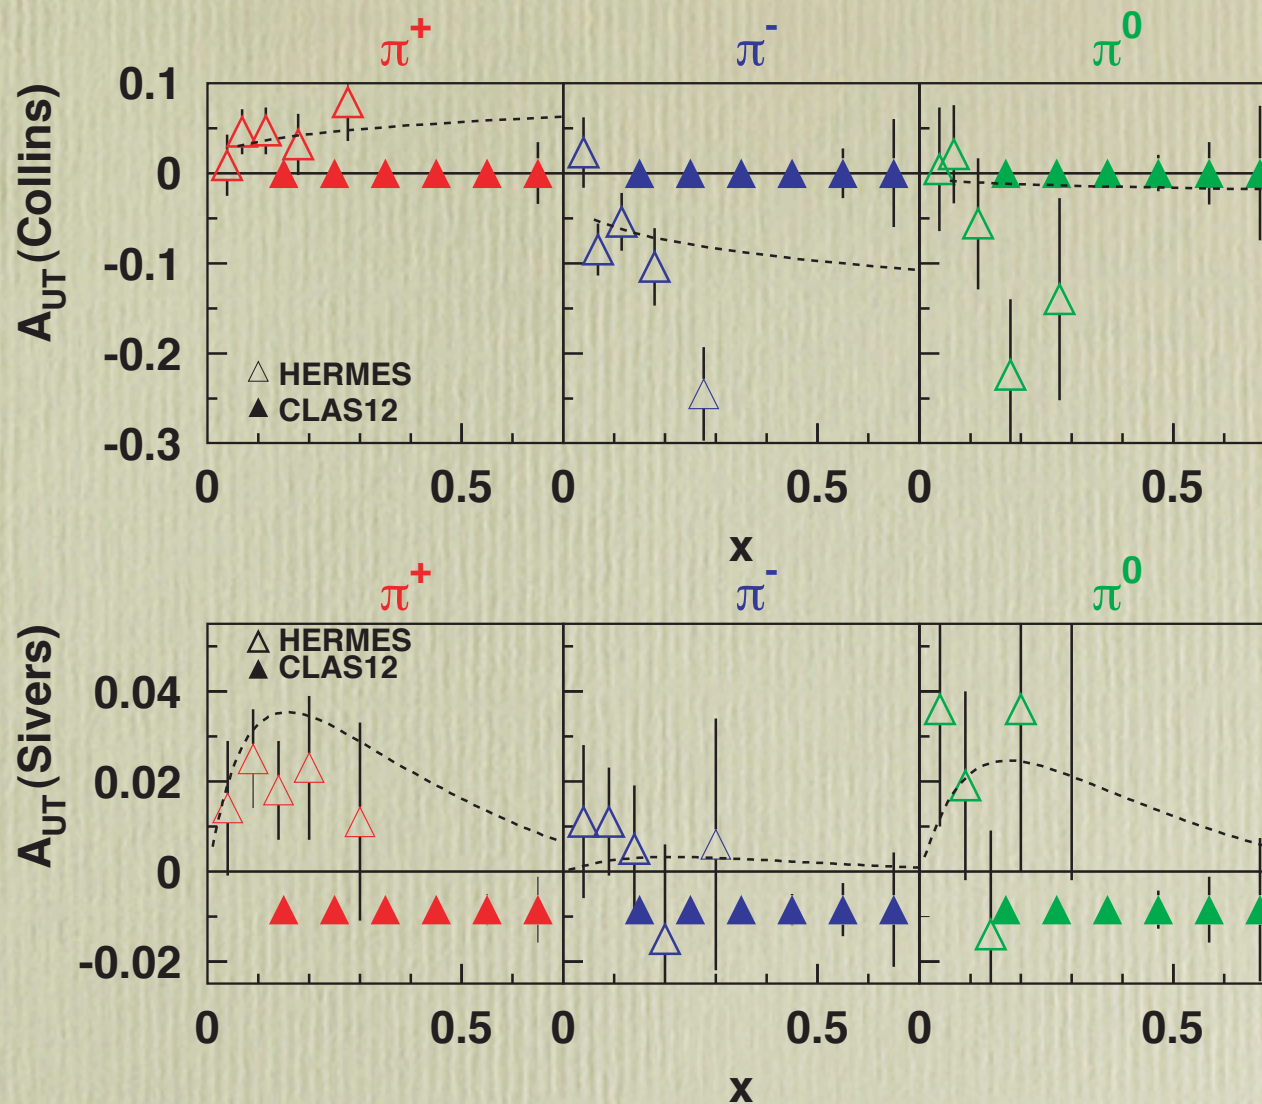 π+ π- π0
0.1
0
-0.1
-0.2
-0.3
AUT(Collins)
HERMES
CLAS12
0 0.5 0 0.5 0 0.5
x
π+ π- π0
HERMES
CLAS12
0.04
0.02
0
-0.02
AUT(Sivers)
0 0.5 0 0.5 0 0.5
x